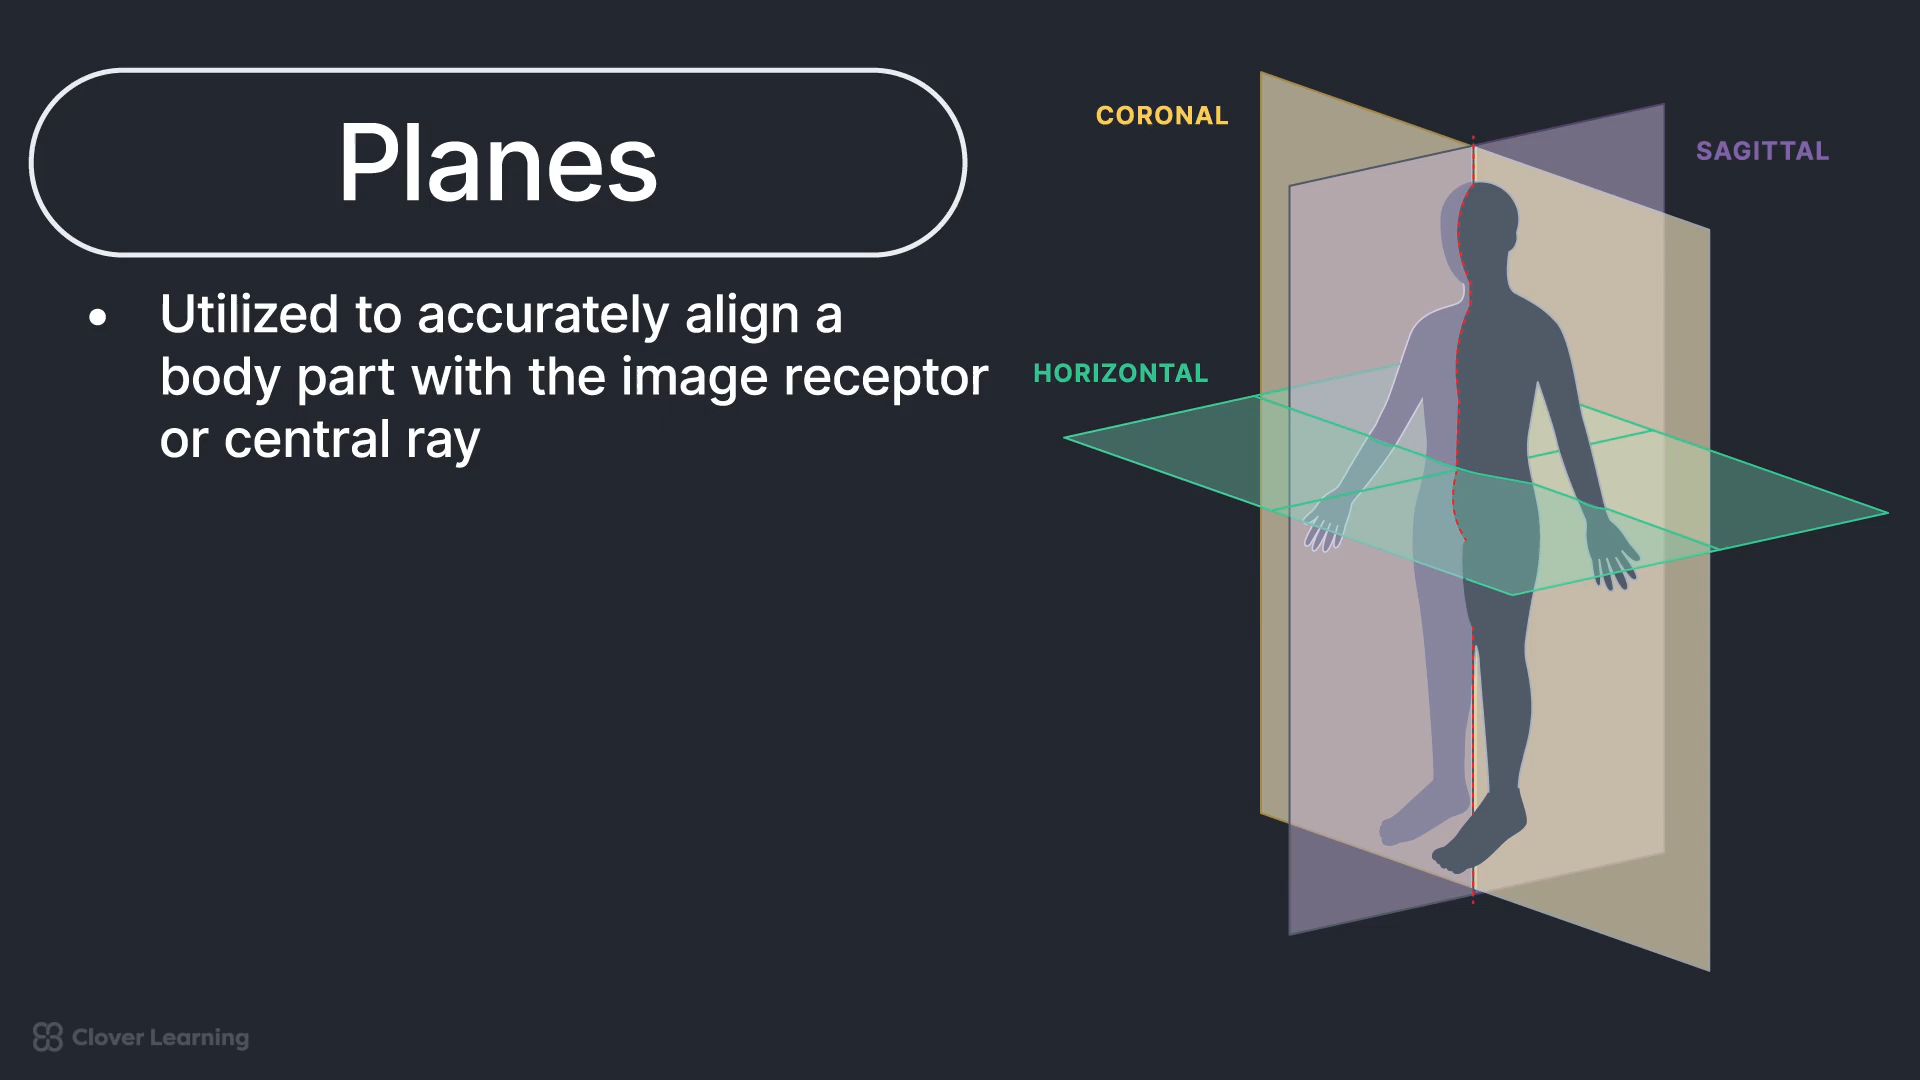 Planes
• Utilized to accurately align a
body part with the image receptor
or central ray
CORONAL
SAGITTAL
HORIZONTAL
Clover Learning